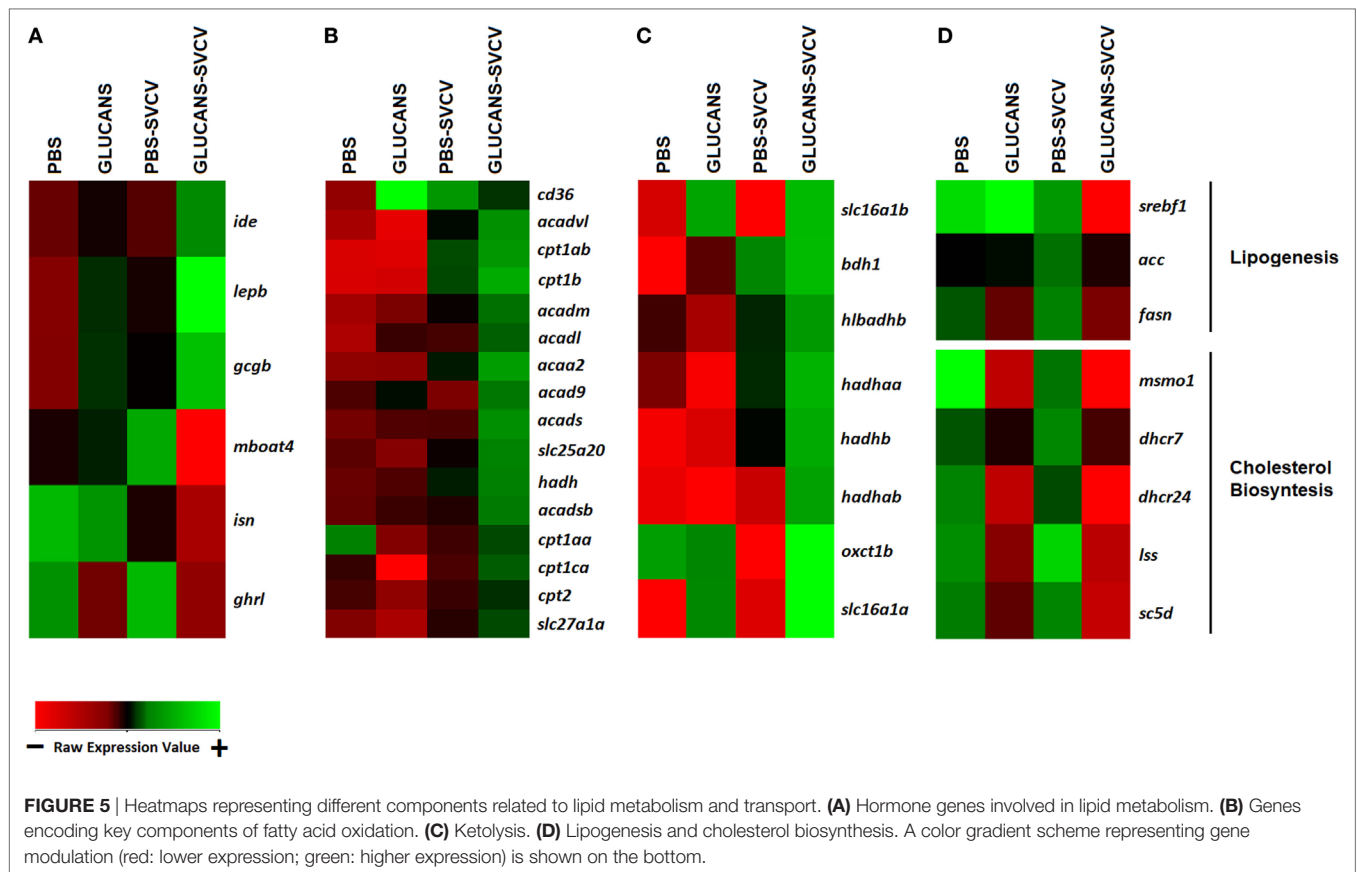 A
B
C
D
PBS
GLUCANS
PBS-SVCV
GLUCANS-SVCV
PBS
GLUCANS
PBS-SVCV
GLUCANS-SVCV
PBS
GLUCANS
PBS-SVCV
GLUCANS-SVCV
PBS
GLUCANS
PBS-SVCV
GLUCANS-SVCV
ide
lepb
gcgb
mboat4
isn
ghrl
cd36
acadvl
cpt1ab
cpt1b
acadm
acadl
acaa2
acad9
acads
slc25a20
hadh
acadsb
cpt1aa
cpt1ca
cpt2
slc27a1a
slc16a1b
bdh1
hlbadhb
hadhaa
hadhb
hadhab
oxct1b
slc16a1a
srebf1
acc
fasn
msmo1
dhcr7
dhcr24
lss
sc5d
Lipogenesis
Cholesterol
Biosyntesis
− Raw Expression Value +
FIGURE 5 | Heatmaps representing different components related to lipid metabolism and transport. (A) Hormone genes involved in lipid metabolism. (B) Genes
encoding key components of fatty acid oxidation. (C) Ketolysis. (D) Lipogenesis and cholesterol biosynthesis. A color gradient scheme representing gene
modulation (red: lower expression; green: higher expression) is shown on the bottom.